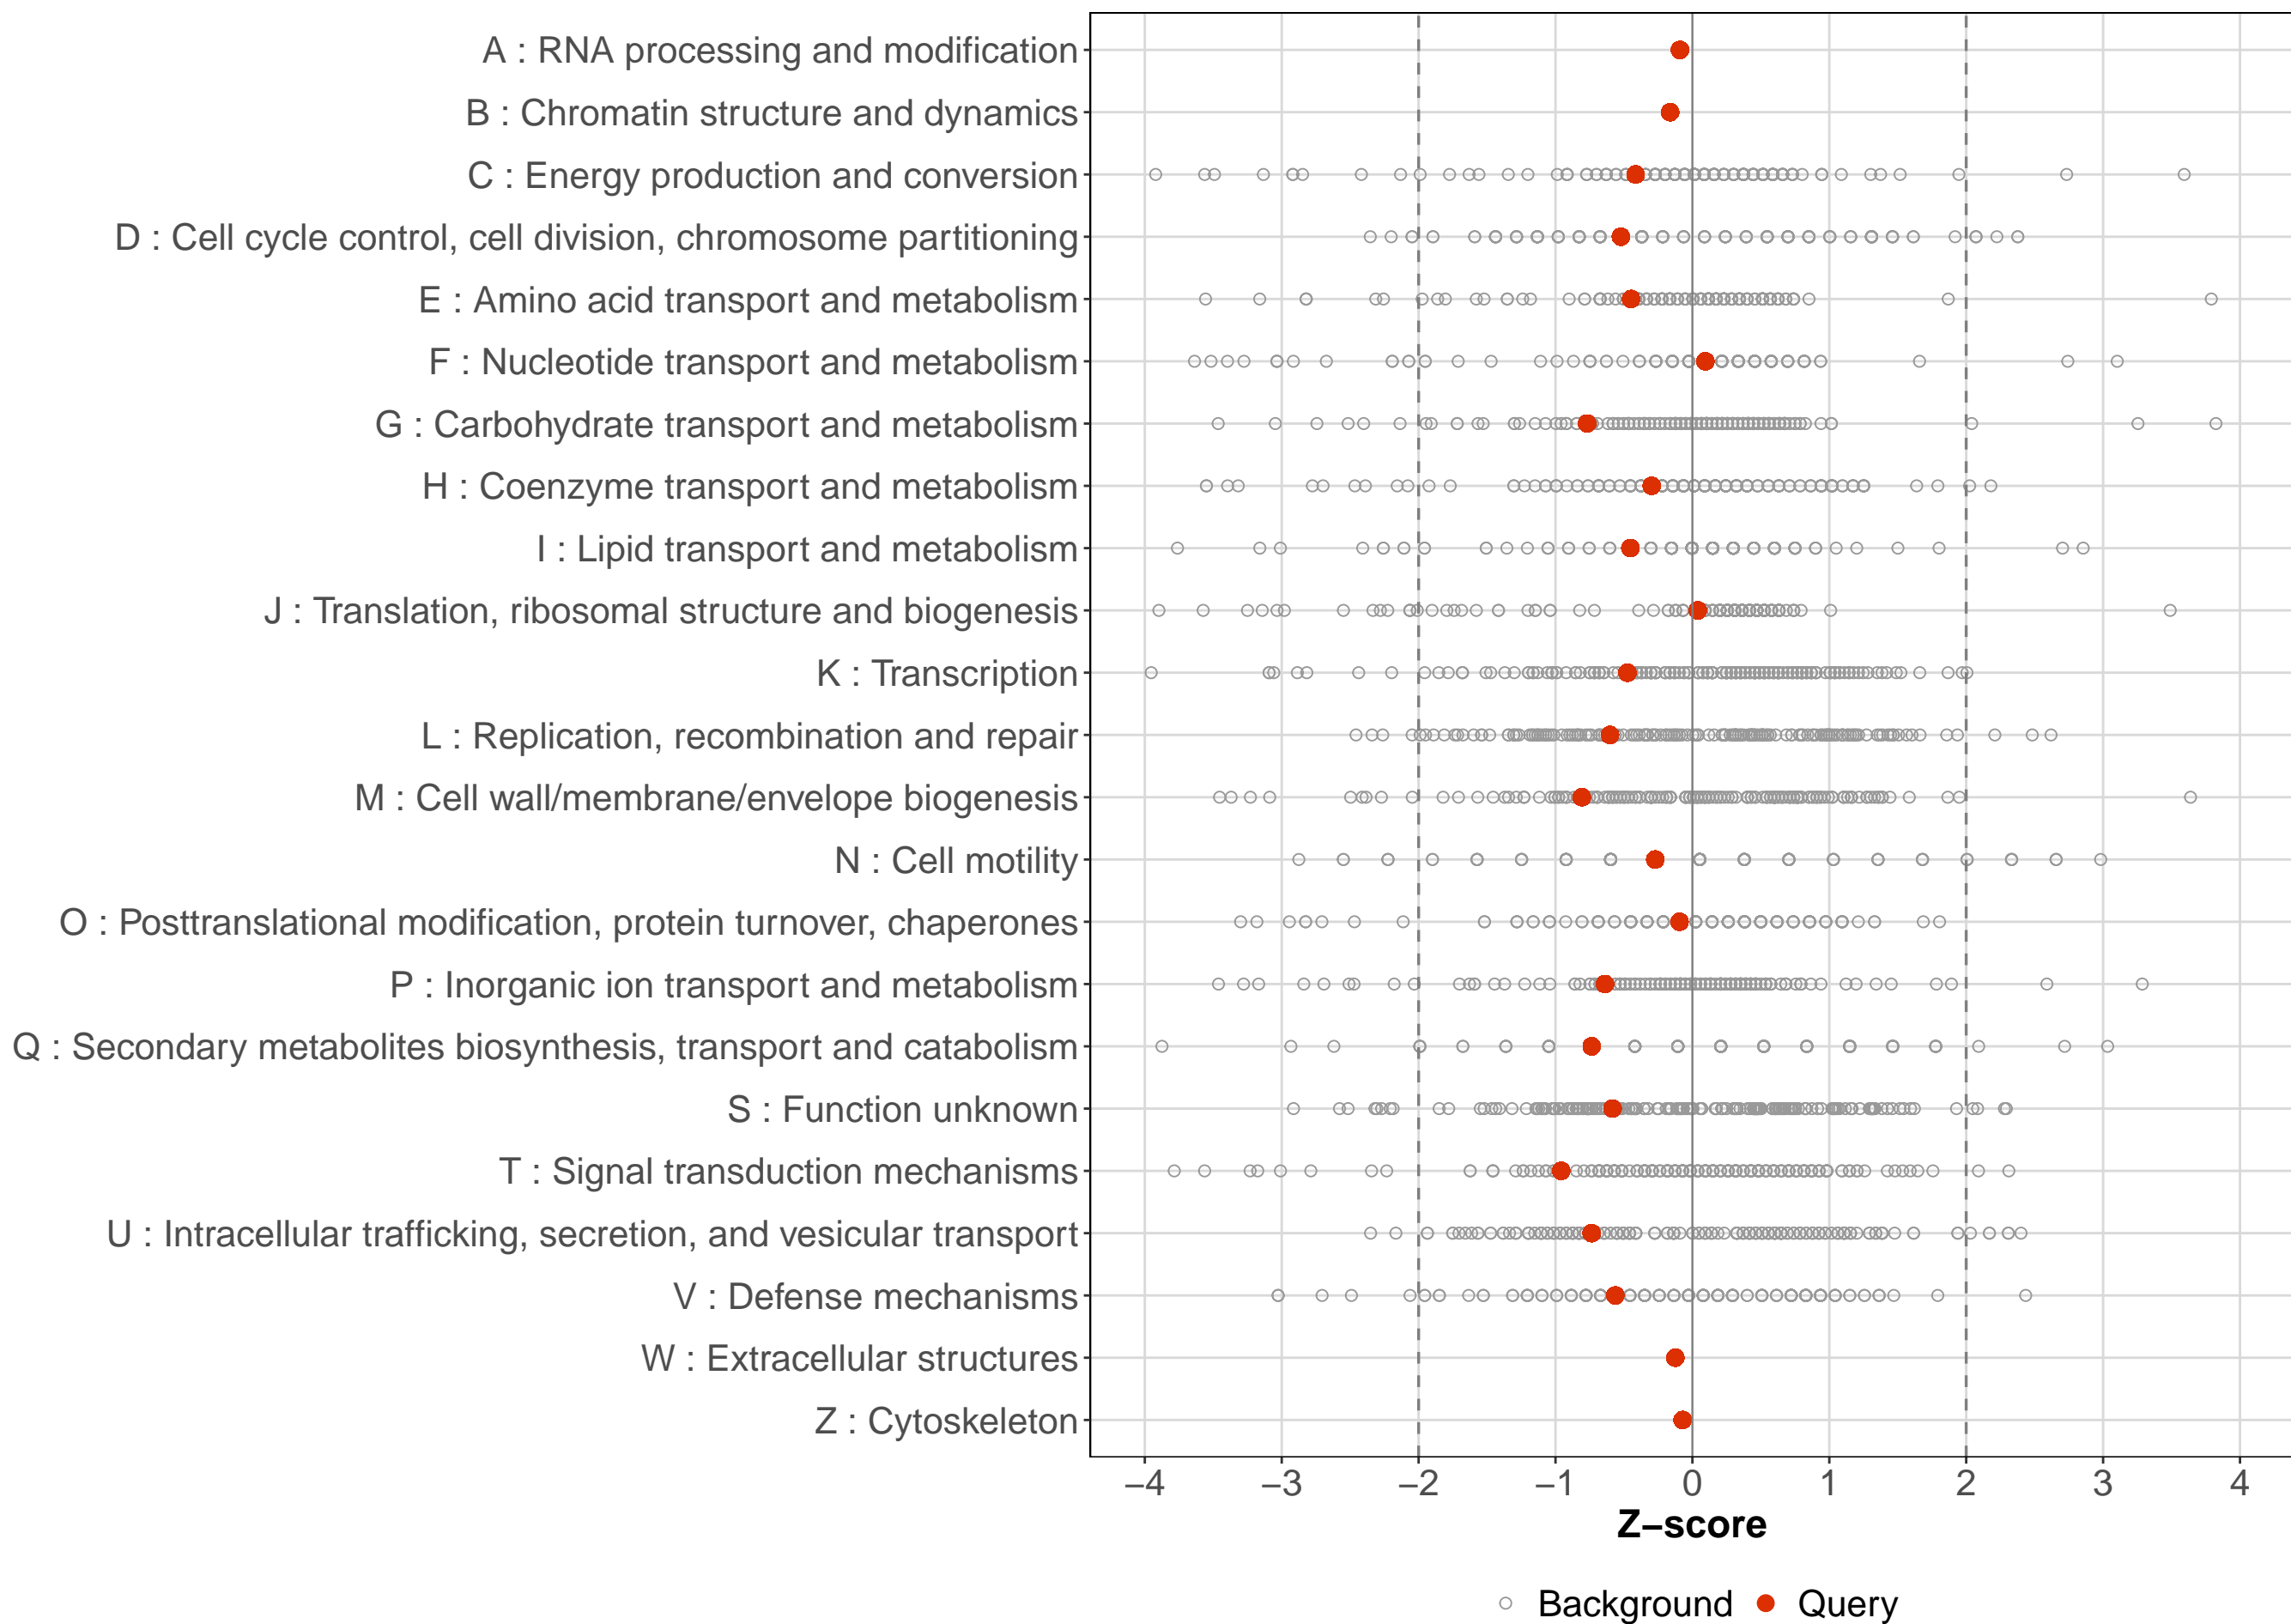 A : RNA processing and modification
B : Chromatin structure and dynamics
C : Energy production and conversion
D : Cell cycle control, cell division, chromosome partitioning
E : Amino acid transport and metabolism
F : Nucleotide transport and metabolism
G : Carbohydrate transport and metabolism
H : Coenzyme transport and metabolism
I : Lipid transport and metabolism
J : Translation, ribosomal structure and biogenesis
K : Transcription
L : Replication, recombination and repair
M : Cell wall/membrane/envelope biogenesis
N : Cell motility
O : Posttranslational modification, protein turnover, chaperones
P : Inorganic ion transport and metabolism
Q : Secondary metabolites biosynthesis, transport and catabolism
S : Function unknown
T : Signal transduction mechanisms
U : Intracellular trafficking, secretion, and vesicular transport
V : Defense mechanisms
W : Extracellular structures
Z : Cytoskeleton
−4 −3 −2 −1 0 1 2 3 4
Z−score
Background Query